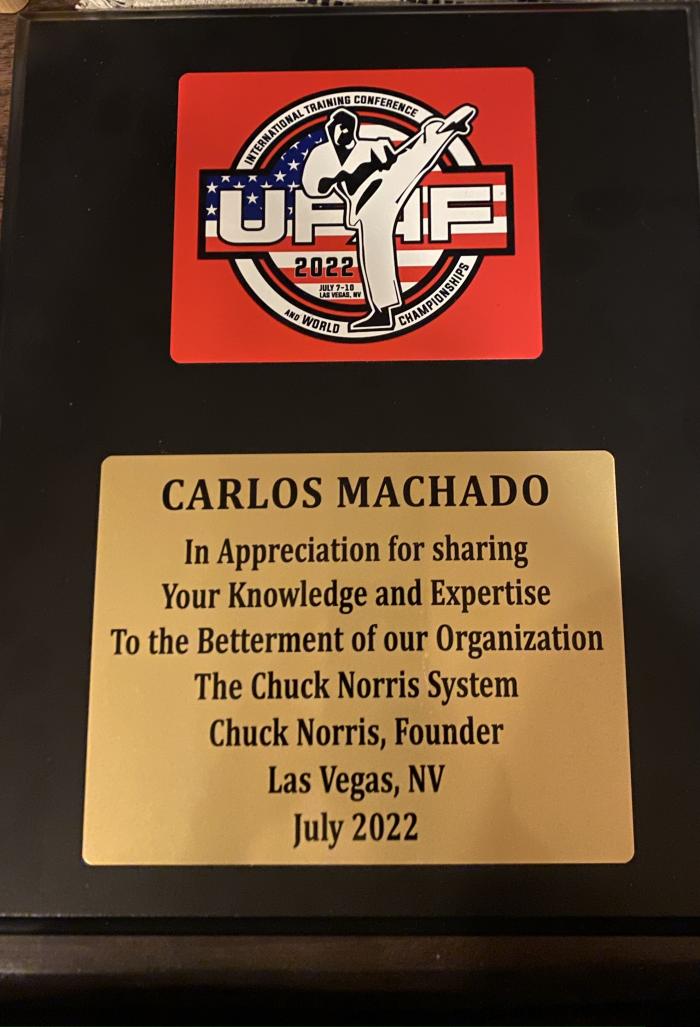 INTERNATIONAL TRAINING CONFERENCE
UFAF
2022
JULY 7-10
LAS VEGAS, NV
AND WORLD CHAMPIONSHIPS
CARLOS MACHADO
In Appreciation for sharing
Your Knowledge and Expertise
To the Betterment of our Organization
The Chuck Norris System
Chuck Norris, Founder
Las Vegas, NV
July 2022